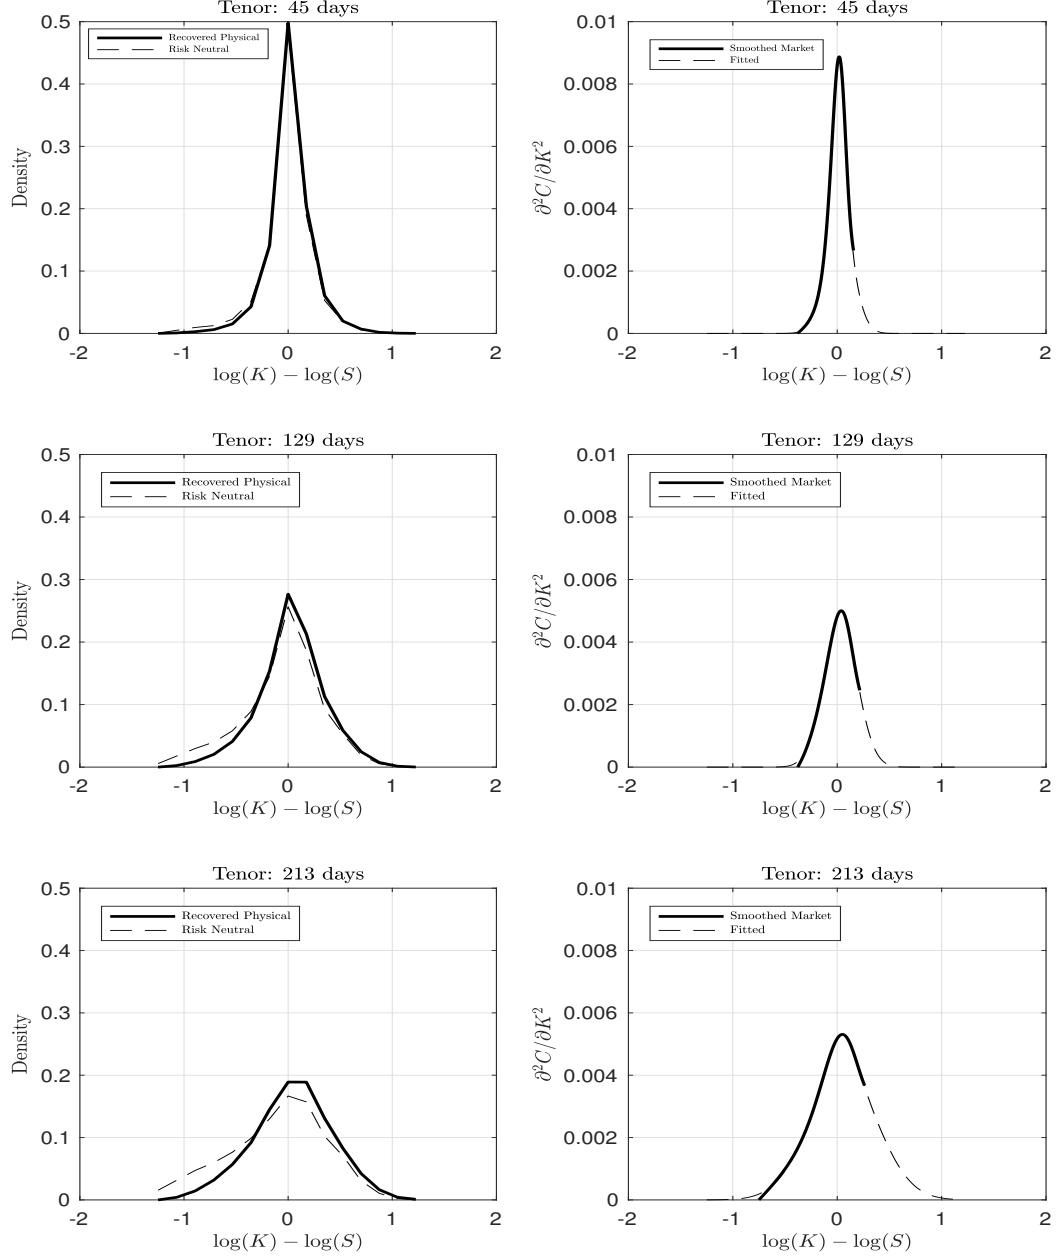 Tenor: 45 days
0.5
0.4
0.3
0.2
0.1
0
Density
Recovered Physical
Risk Neutral
-2 -1 0 1 2
log(K) − log(S)
Tenor: 45 days
0.01
0.008
0.006
0.004
0.002
0
∂²C/∂K²
Smoothed Market
Fitted
-2 -1 0 1 2
log(K) − log(S)
Tenor: 129 days
0.5
0.4
0.3
0.2
0.1
0
Density
Recovered Physical
Risk Neutral
-2 -1 0 1 2
log(K) − log(S)
Tenor: 129 days
0.01
0.008
0.006
0.004
0.002
0
∂²C/∂K²
Smoothed Market
Fitted
-2 -1 0 1 2
log(K) − log(S)
Tenor: 213 days
0.5
0.4
0.3
0.2
0.1
0
Density
Recovered Physical
Risk Neutral
-2 -1 0 1 2
log(K) − log(S)
Tenor: 213 days
0.01
0.008
0.006
0.004
0.002
0
∂²C/∂K²
Smoothed Market
Fitted
-2 -1 0 1 2
log(K) − log(S)